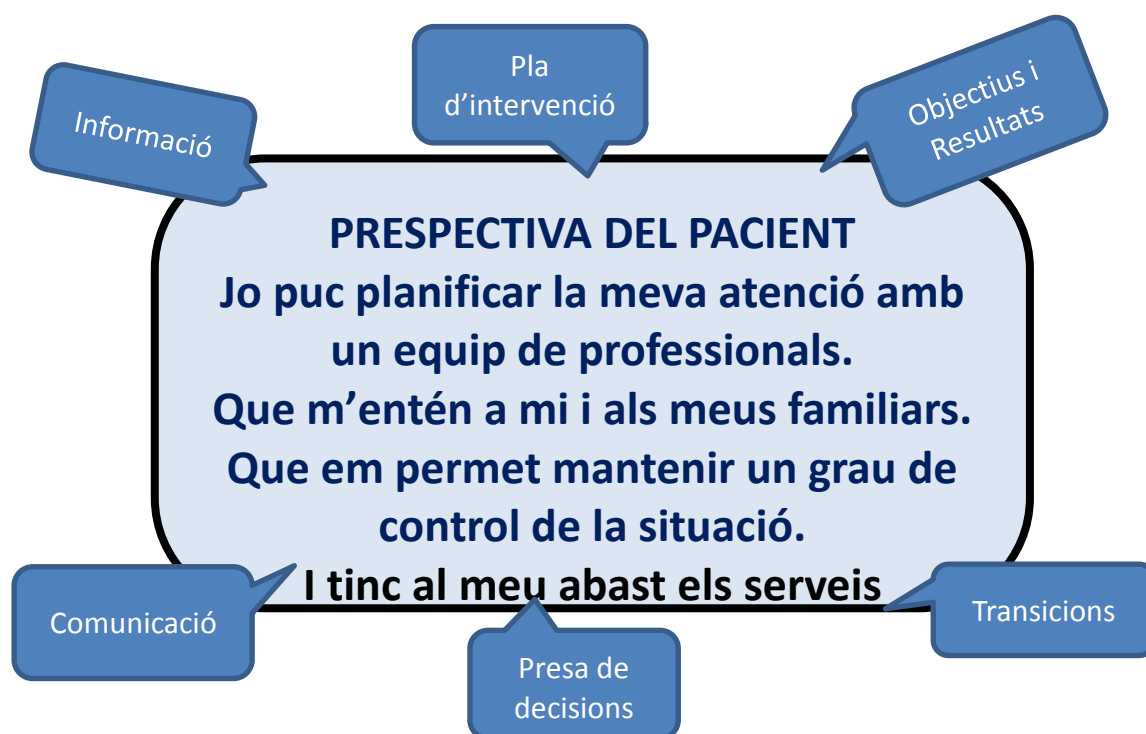 Pla
d'intervenció
Objectius i
Resultats
Informació
PRESPECTIVA DEL PACIENT
Jo puc planificar la meva atenció amb
un equip de professionals.
Que m'entén a mi i als meus familiars.
Que em permet mantenir un grau de
control de la situació.
I tinc al meu abast els serveis
Comunicació
Transicions
Presa de
decisions